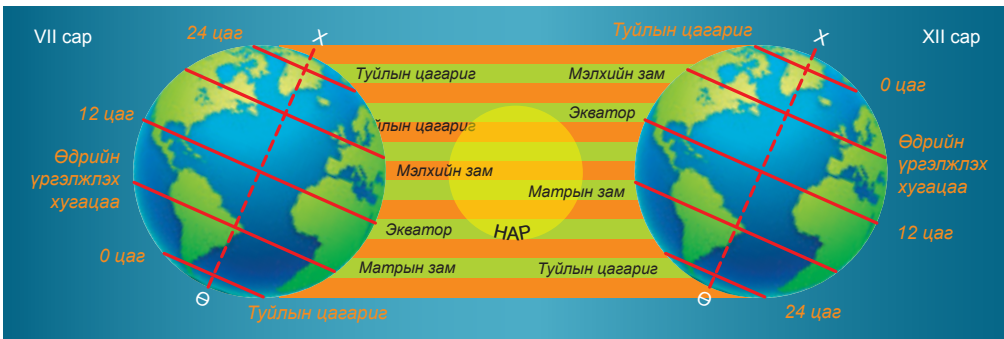 VII сар
24 цаг
Х
Туйлын цагариг
Х
XII сар
Туйлын цагариг
Мэлхийн зам
0 цаг
12 цаг
цагариг
Экватор
Өдрийн
үргэлжлэх
хугацаа
Мэлхийн зам
Матрын зам
Өдрийн
үргэлжлэх
хугацаа
Экватор
НАР
12 цаг
0 цаг
Матрын зам
Туйлын цагариг
Ө
Туйлын цагариг
Ө
24 цаг